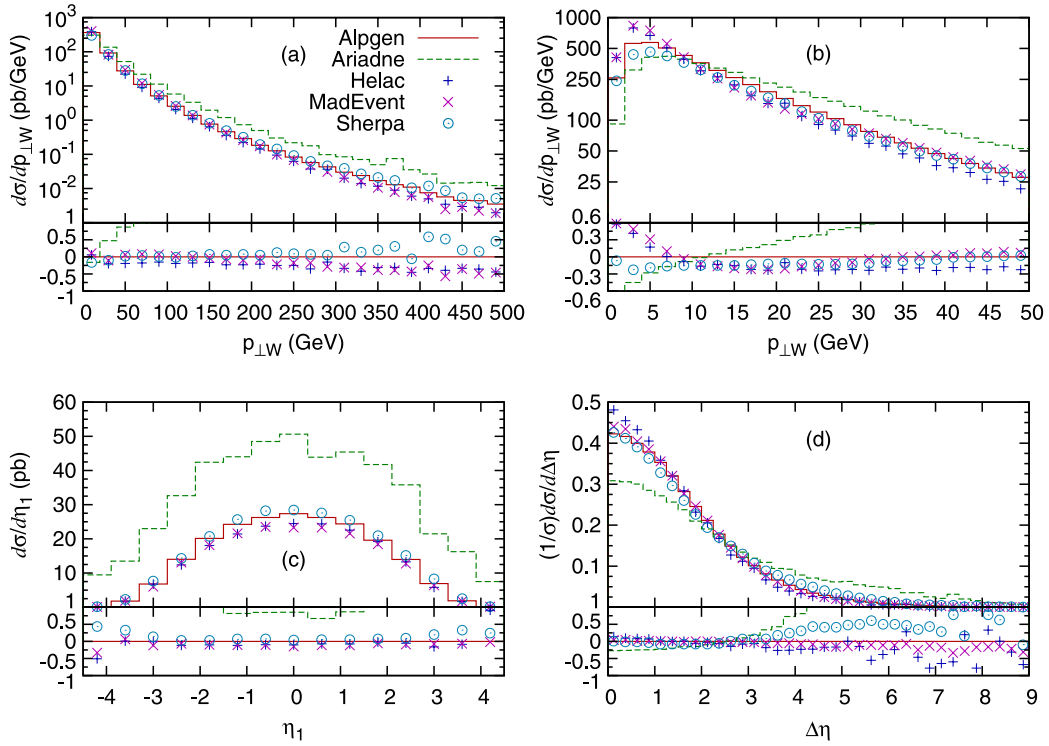 (a)
Alpgen
Ariadne
Helac
MadEvent
Sherpa
dσ/dp⊥W (pb/GeV)
10³
10²
10¹
10⁰
10⁻¹
10⁻²
1
0.5
0
-0.5
-1
0 50 100 150 200 250 300 350 400 450 500
p⊥W (GeV)
(b)
dσ/dp⊥W (pb/GeV)
1000
500
250
100
50
25
0.6
0.3
0
-0.3
-0.6
0 5 10 15 20 25 30 35 40 45 50
p⊥W (GeV)
(c)
dσ/dη₁ (pb)
60
50
40
30
20
10
1
0.5
0
-0.5
-1
-4 -3 -2 -1 0 1 2 3 4
η₁
(d)
(1/σ)dσ/dΔη
0.5
0.4
0.3
0.2
0.1
1
0.5
0
-0.5
-1
0 1 2 3 4 5 6 7 8 9
Δη